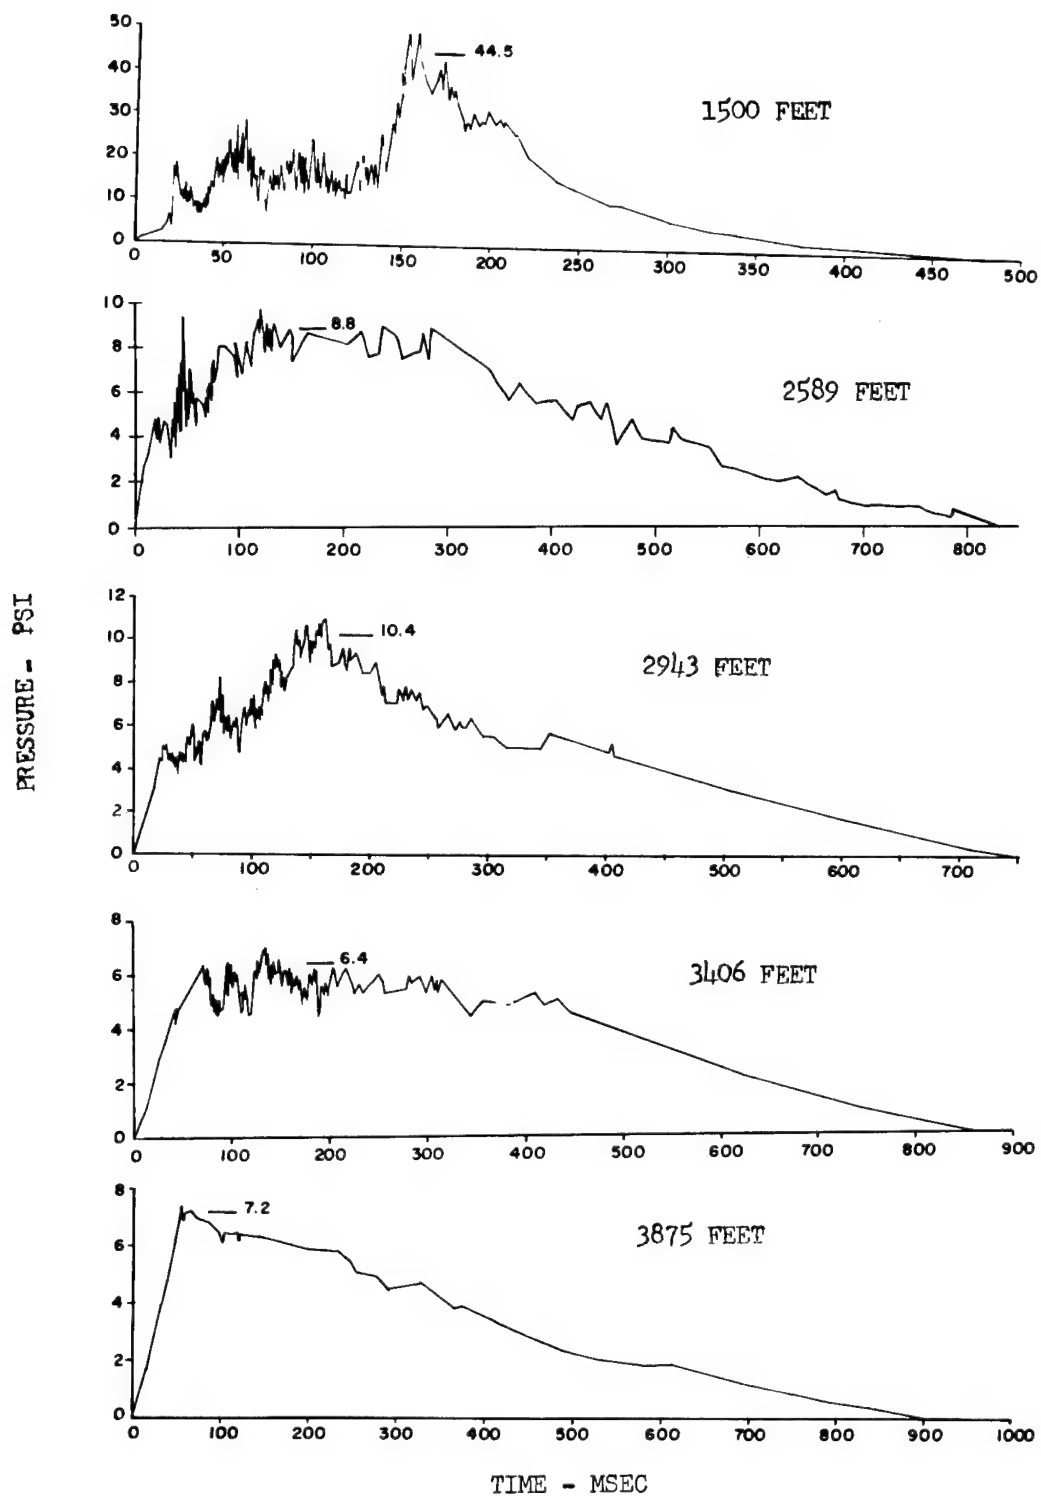 PRESSURE - PSI
50
40
30
20
10
0
44.5
1500 FEET
0 50 100 150 200 250 300 350 400 450 500
10
8
6
4
2
0
8.8
2589 FEET
0 100 200 300 400 500 600 700 800
12
10
8
6
4
2
0
10.4
2943 FEET
0 100 200 300 400 500 600 700
8
6
4
2
0
6.4
3406 FEET
0 100 200 300 400 500 600 700 800 900
8
6
4
2
0
7.2
3875 FEET
0 100 200 300 400 500 600 700 800 900 1000
TIME - MSEC